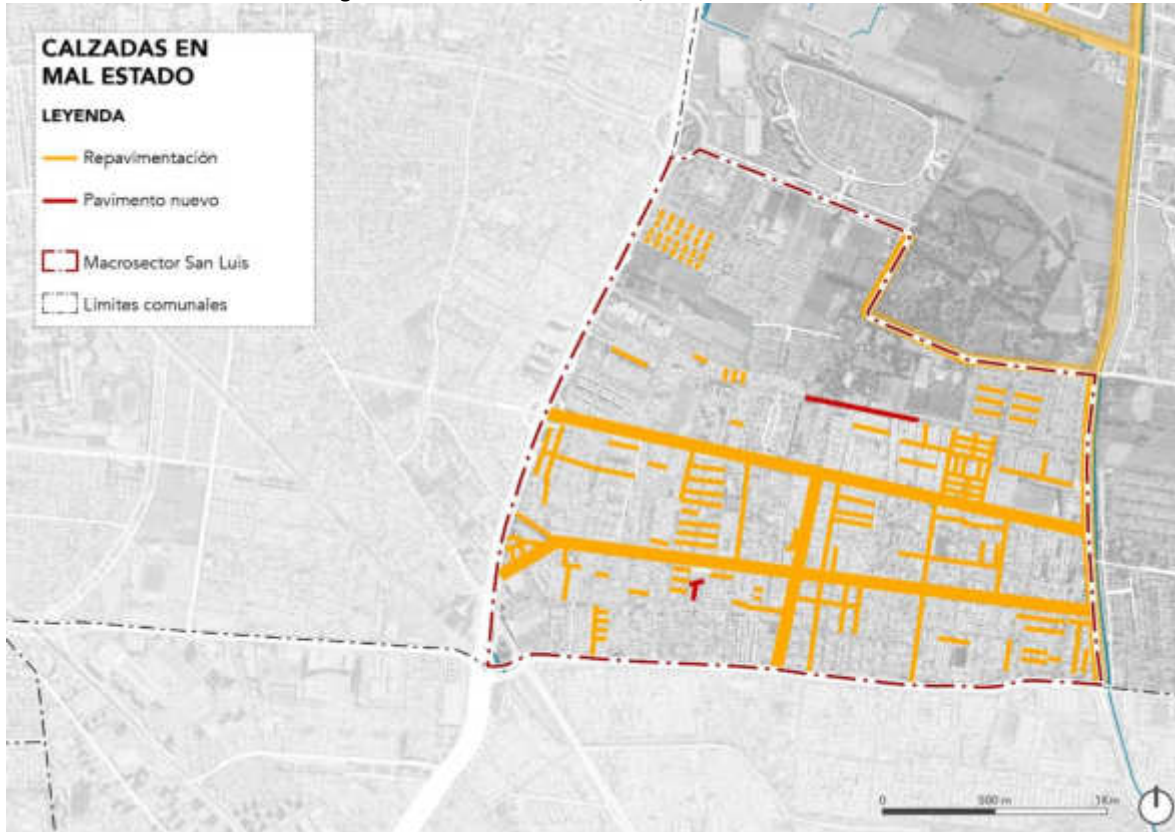 CALZADAS EN
MAL ESTADO
LEYENDA
Repavimentación
Pavimento nuevo
Macrosector San Luis
Límites comunales
0 500 m 1Km